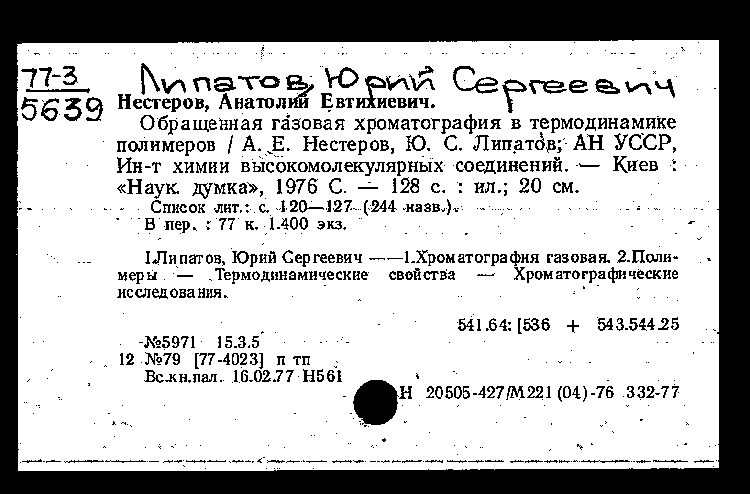 77-3
5639
Липатов, Юрий Сергеевич
Нестеров, Анатолий Евтихиевич.
Обращенная газовая хроматография в термодинамике
полимеров / А. Е. Нестеров, Ю. С. Липатов; АН УССР,
Ин-т химии высокомолекулярных соединений. — Киев :
«Наук. думка», 1976 С. — 128 с. : ил.; 20 см.
Список лит.: с. 120—127 (244 назв.).
В пер. : 77 к. 1.400 экз.
1.Липатов, Юрий Сергеевич ——1.Хроматография газовая. 2.Поли-
меры — Термодинамические свойства — Хроматографические
исследования.
541.64: [536 + 543.544.25
№5971 15.3.5
12 №79 [77-4023] п тп
Вс.кн.пал. 16.02.77 Н561
Н 20505-427/М221 (04)-76 332-77